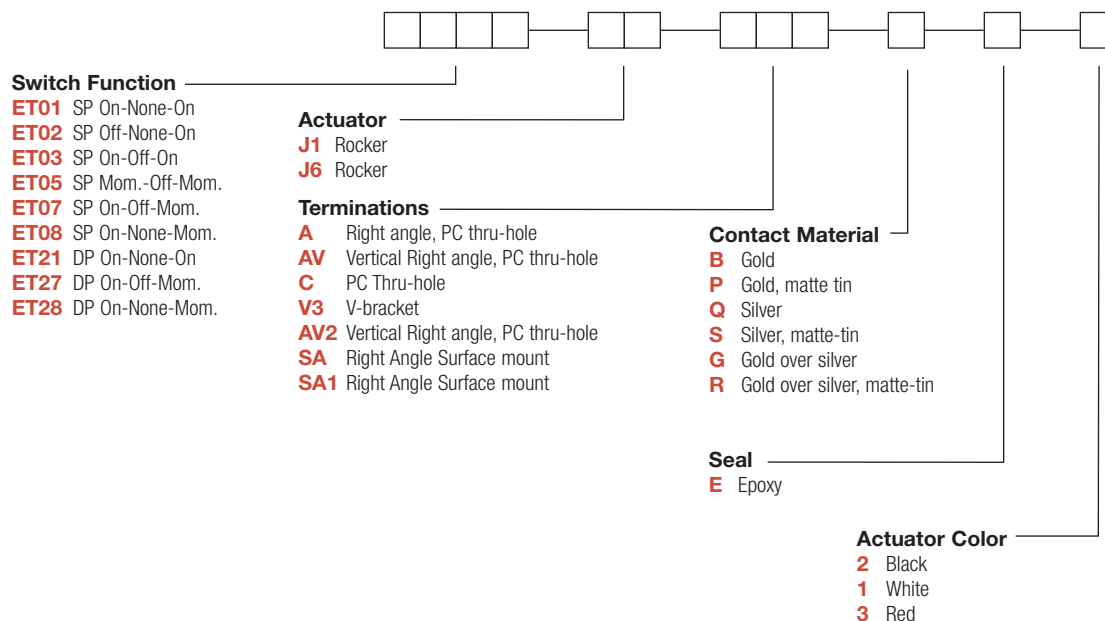 Switch Function
ET01 SP On-None-On
ET02 SP Off-None-On
ET03 SP On-Off-On
ET05 SP Mom.-Off-Mom.
ET07 SP On-Off-Mom.
ET08 SP On-None-Mom.
ET21 DP On-None-On
ET27 DP On-Off-Mom.
ET28 DP On-None-Mom.
Actuator
J1 Rocker
J6 Rocker
Terminations
A Right angle, PC thru-hole
AV Vertical Right angle, PC thru-hole
C PC Thru-hole
V3 V-bracket
AV2 Vertical Right angle, PC thru-hole
SA Right Angle Surface mount
SA1 Right Angle Surface mount
Contact Material
B Gold
P Gold, matte tin
Q Silver
S Silver, matte-tin
G Gold over silver
R Gold over silver, matte-tin
Seal
E Epoxy
Actuator Color
2 Black
1 White
3 Red